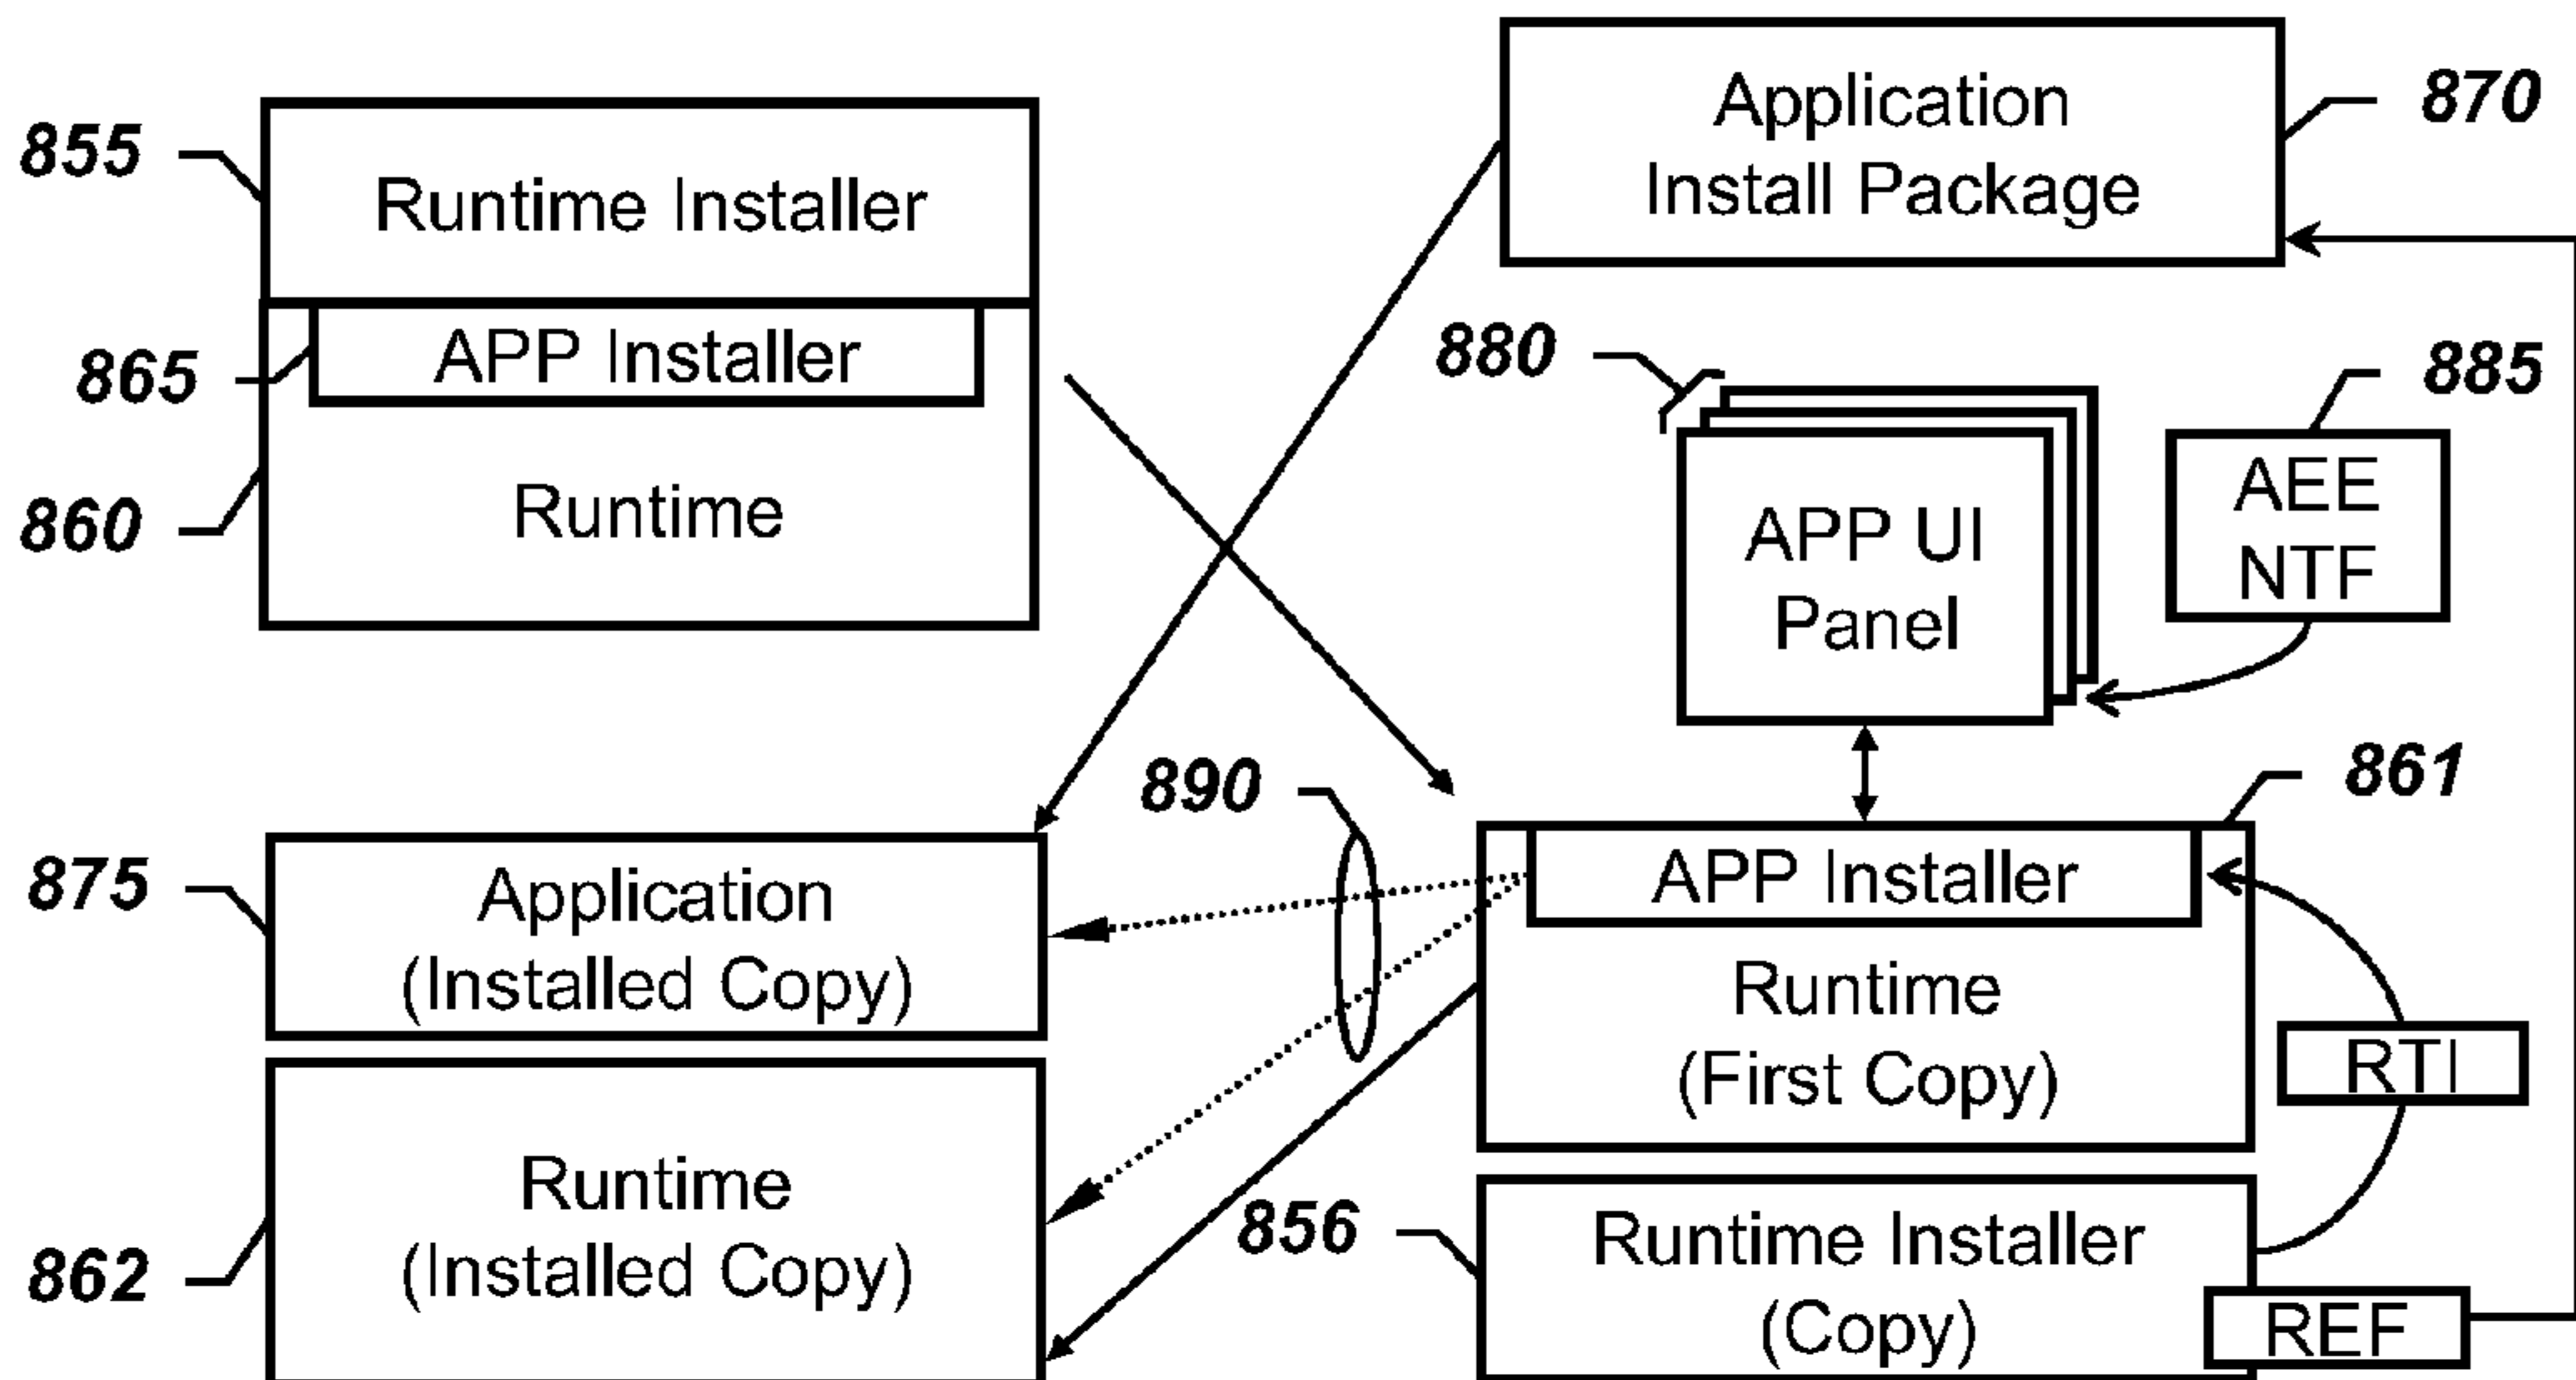 855
Runtime Installer
865
APP Installer
860
Runtime
Application
Install Package
870
880
APP UI
Panel
885
AEE
NTF
890
861
875
Application
(Installed Copy)
APP Installer
Runtime
(First Copy)
RTI
862
Runtime
(Installed Copy)
856
Runtime Installer
(Copy)
REF